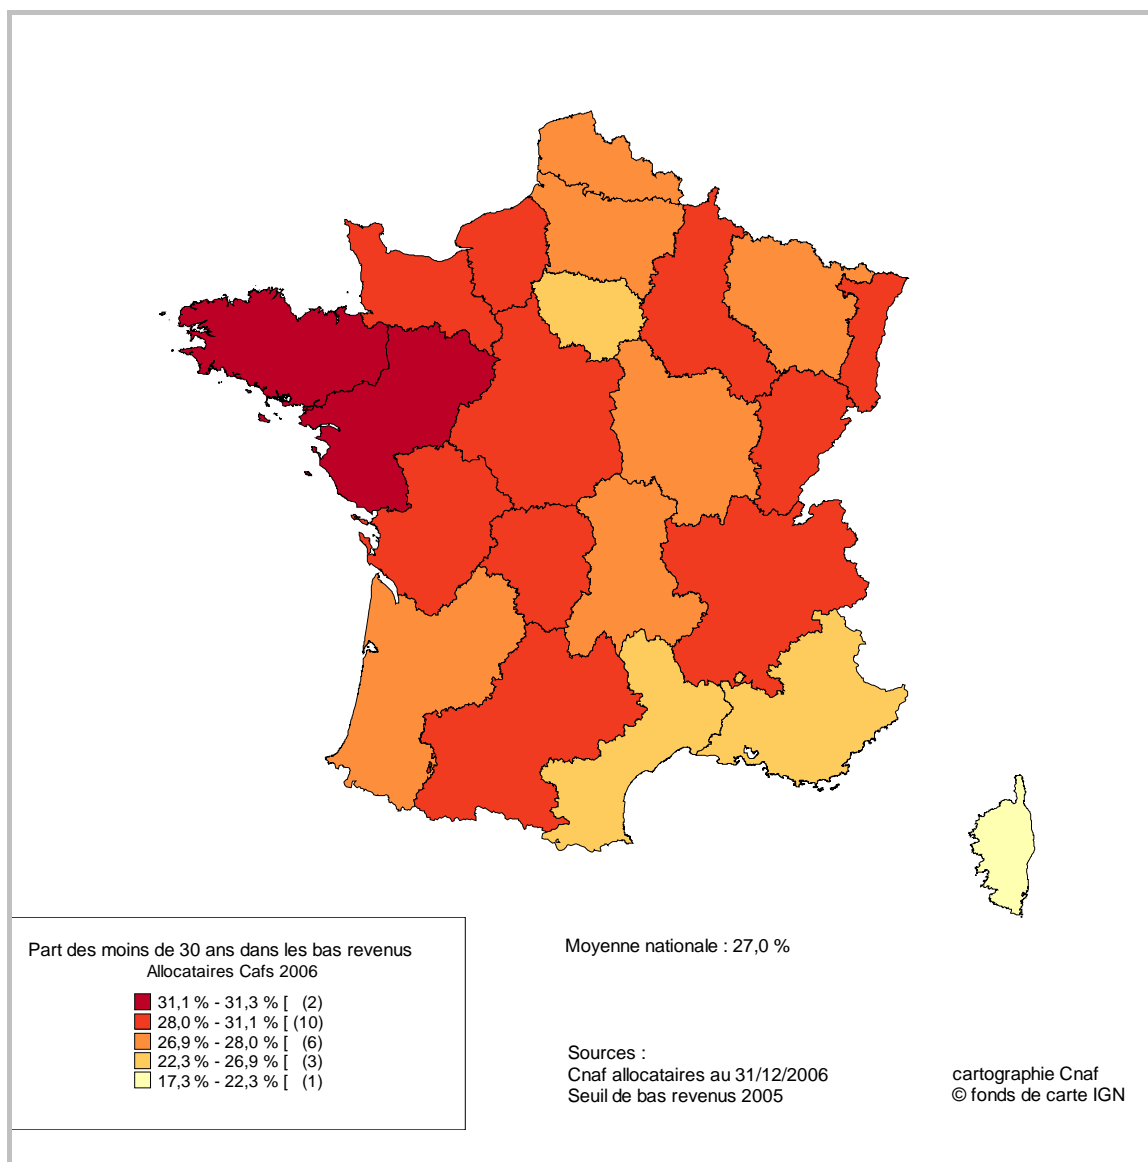 Part des moins de 30 ans dans les bas revenus
Allocataires Cafs 2006
31,1 % - 31,3 % [ (2)
28,0 % - 31,1 % [ (10)
26,9 % - 28,0 % [ (6)
22,3 % - 26,9 % [ (3)
17,3 % - 22,3 % [ (1)
Moyenne nationale : 27,0 %
Sources :
Cnaf allocataires au 31/12/2006
Seuil de bas revenus 2005
cartographie Cnaf
© fonds de carte IGN